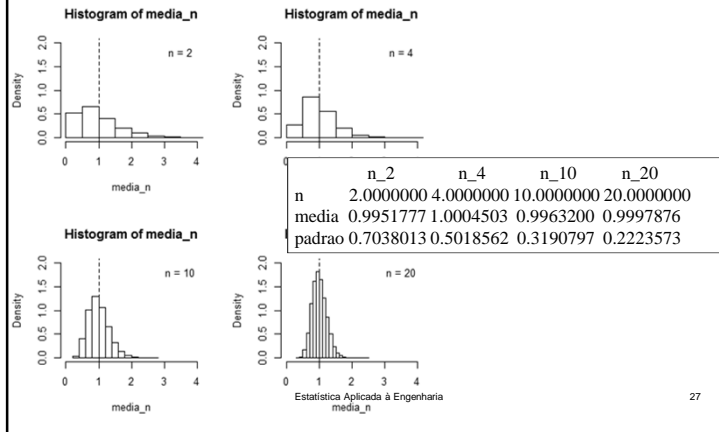 Histogram of media_n
Histogram of media_n
2.0
1.5
1.0
0.5
0.0
Density
n = 2
0 1 2 3 4
media_n
2.0
1.5
1.0
0.5
0.0
Density
n = 4
n_2 n_4 n_10 n_20
n 2.0000000 4.0000000 10.0000000 20.0000000
media 0.9951777 1.0004503 0.9963200 0.9997876
padrao 0.7038013 0.5018562 0.3190797 0.2223573
Histogram of media_n
2.0
1.5
1.0
0.5
0.0
Density
n = 10
0 1 2 3 4
media_n
2.0
1.5
1.0
0.5
0.0
Density
n = 20
0 1 2 3 4
media_n
Estatística Aplicada à Engenharia
27